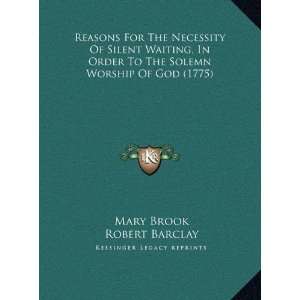 Reasons For The Necessity
Of Silent Waiting, In
Order To The Solemn
Worship Of God (1775)
KLR
Mary Brook
Robert Barclay
Kessinger Legacy Reprints